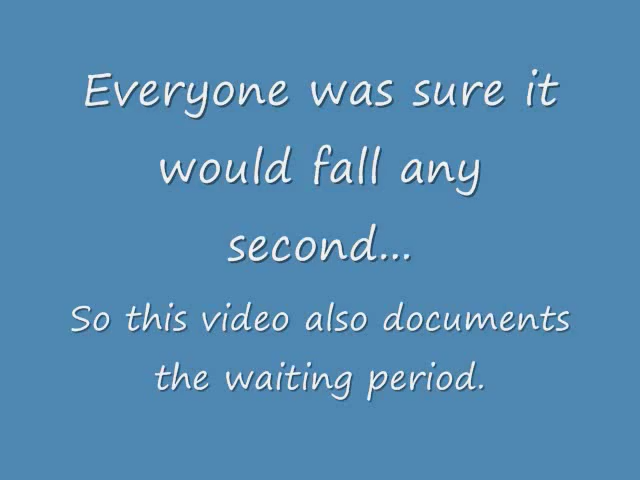 Everyone was sure it
would fall any
second...
So this video also documents
the waiting period.